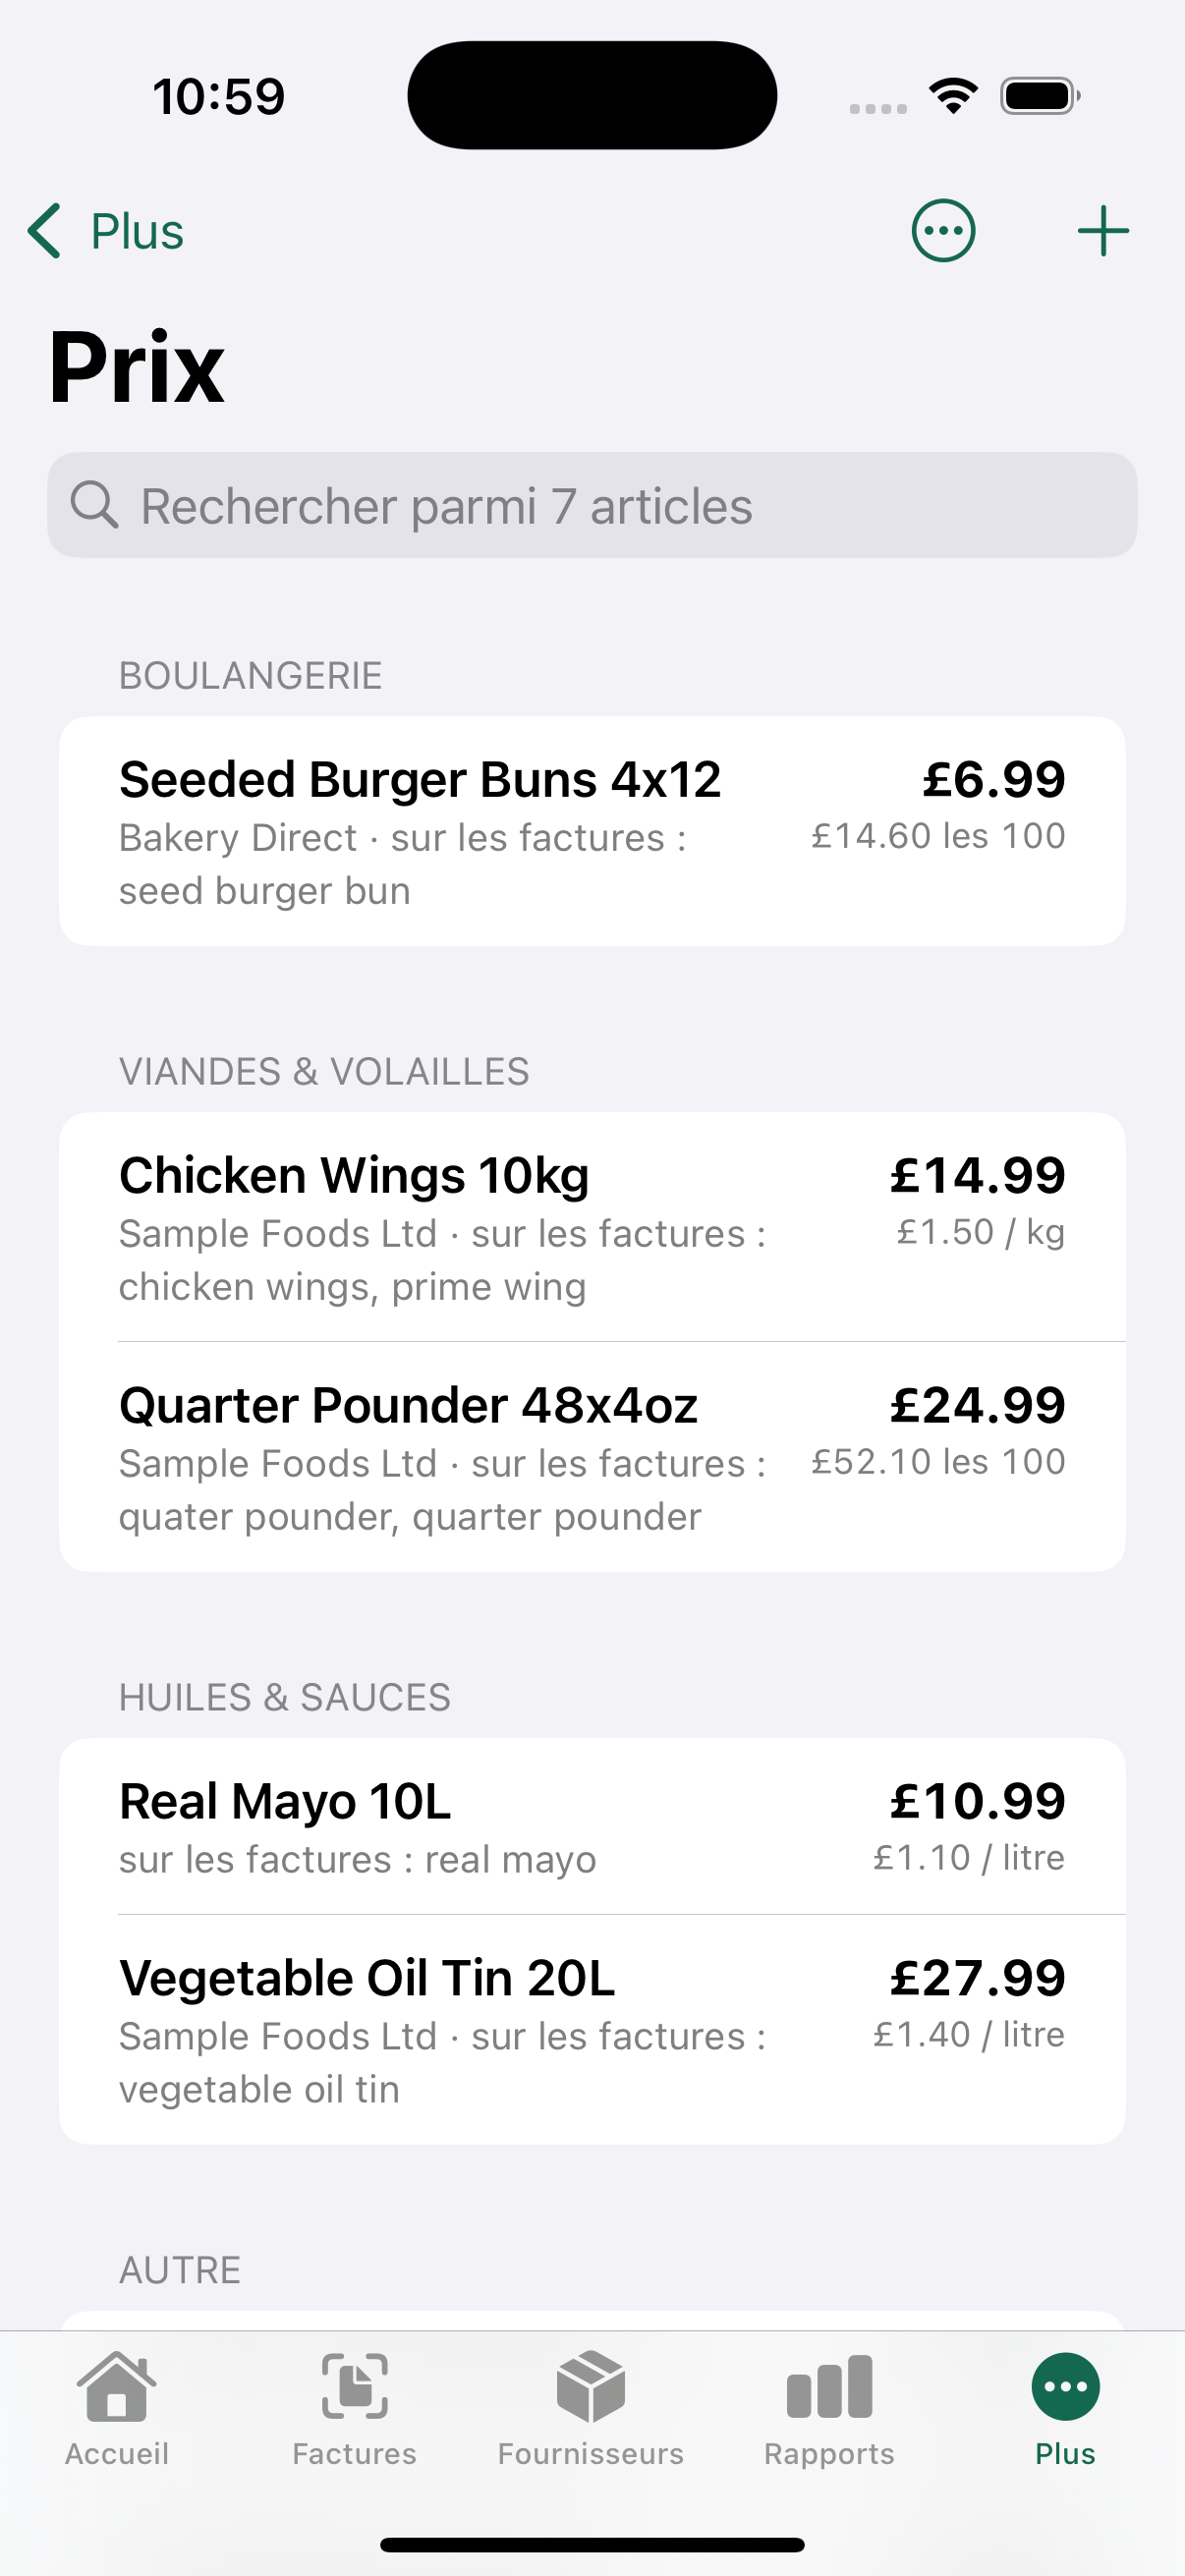 10:59
Plus
Prix
Rechercher parmi 7 articles
BOULANGERIE
Seeded Burger Buns 4x12
£6.99
Bakery Direct · sur les factures :
£14.60 les 100
seed burger bun
VIANDES & VOLAILLES
Chicken Wings 10kg
£14.99
Sample Foods Ltd · sur les factures :
£1.50 / kg
chicken wings, prime wing
Quarter Pounder 48x4oz
£24.99
Sample Foods Ltd · sur les factures :
£52.10 les 100
quater pounder, quarter pounder
HUILES & SAUCES
Real Mayo 10L
£10.99
sur les factures : real mayo
£1.10 / litre
Vegetable Oil Tin 20L
£27.99
Sample Foods Ltd · sur les factures :
£1.40 / litre
vegetable oil tin
AUTRE
Accueil
Factures
Fournisseurs
Rapports
Plus